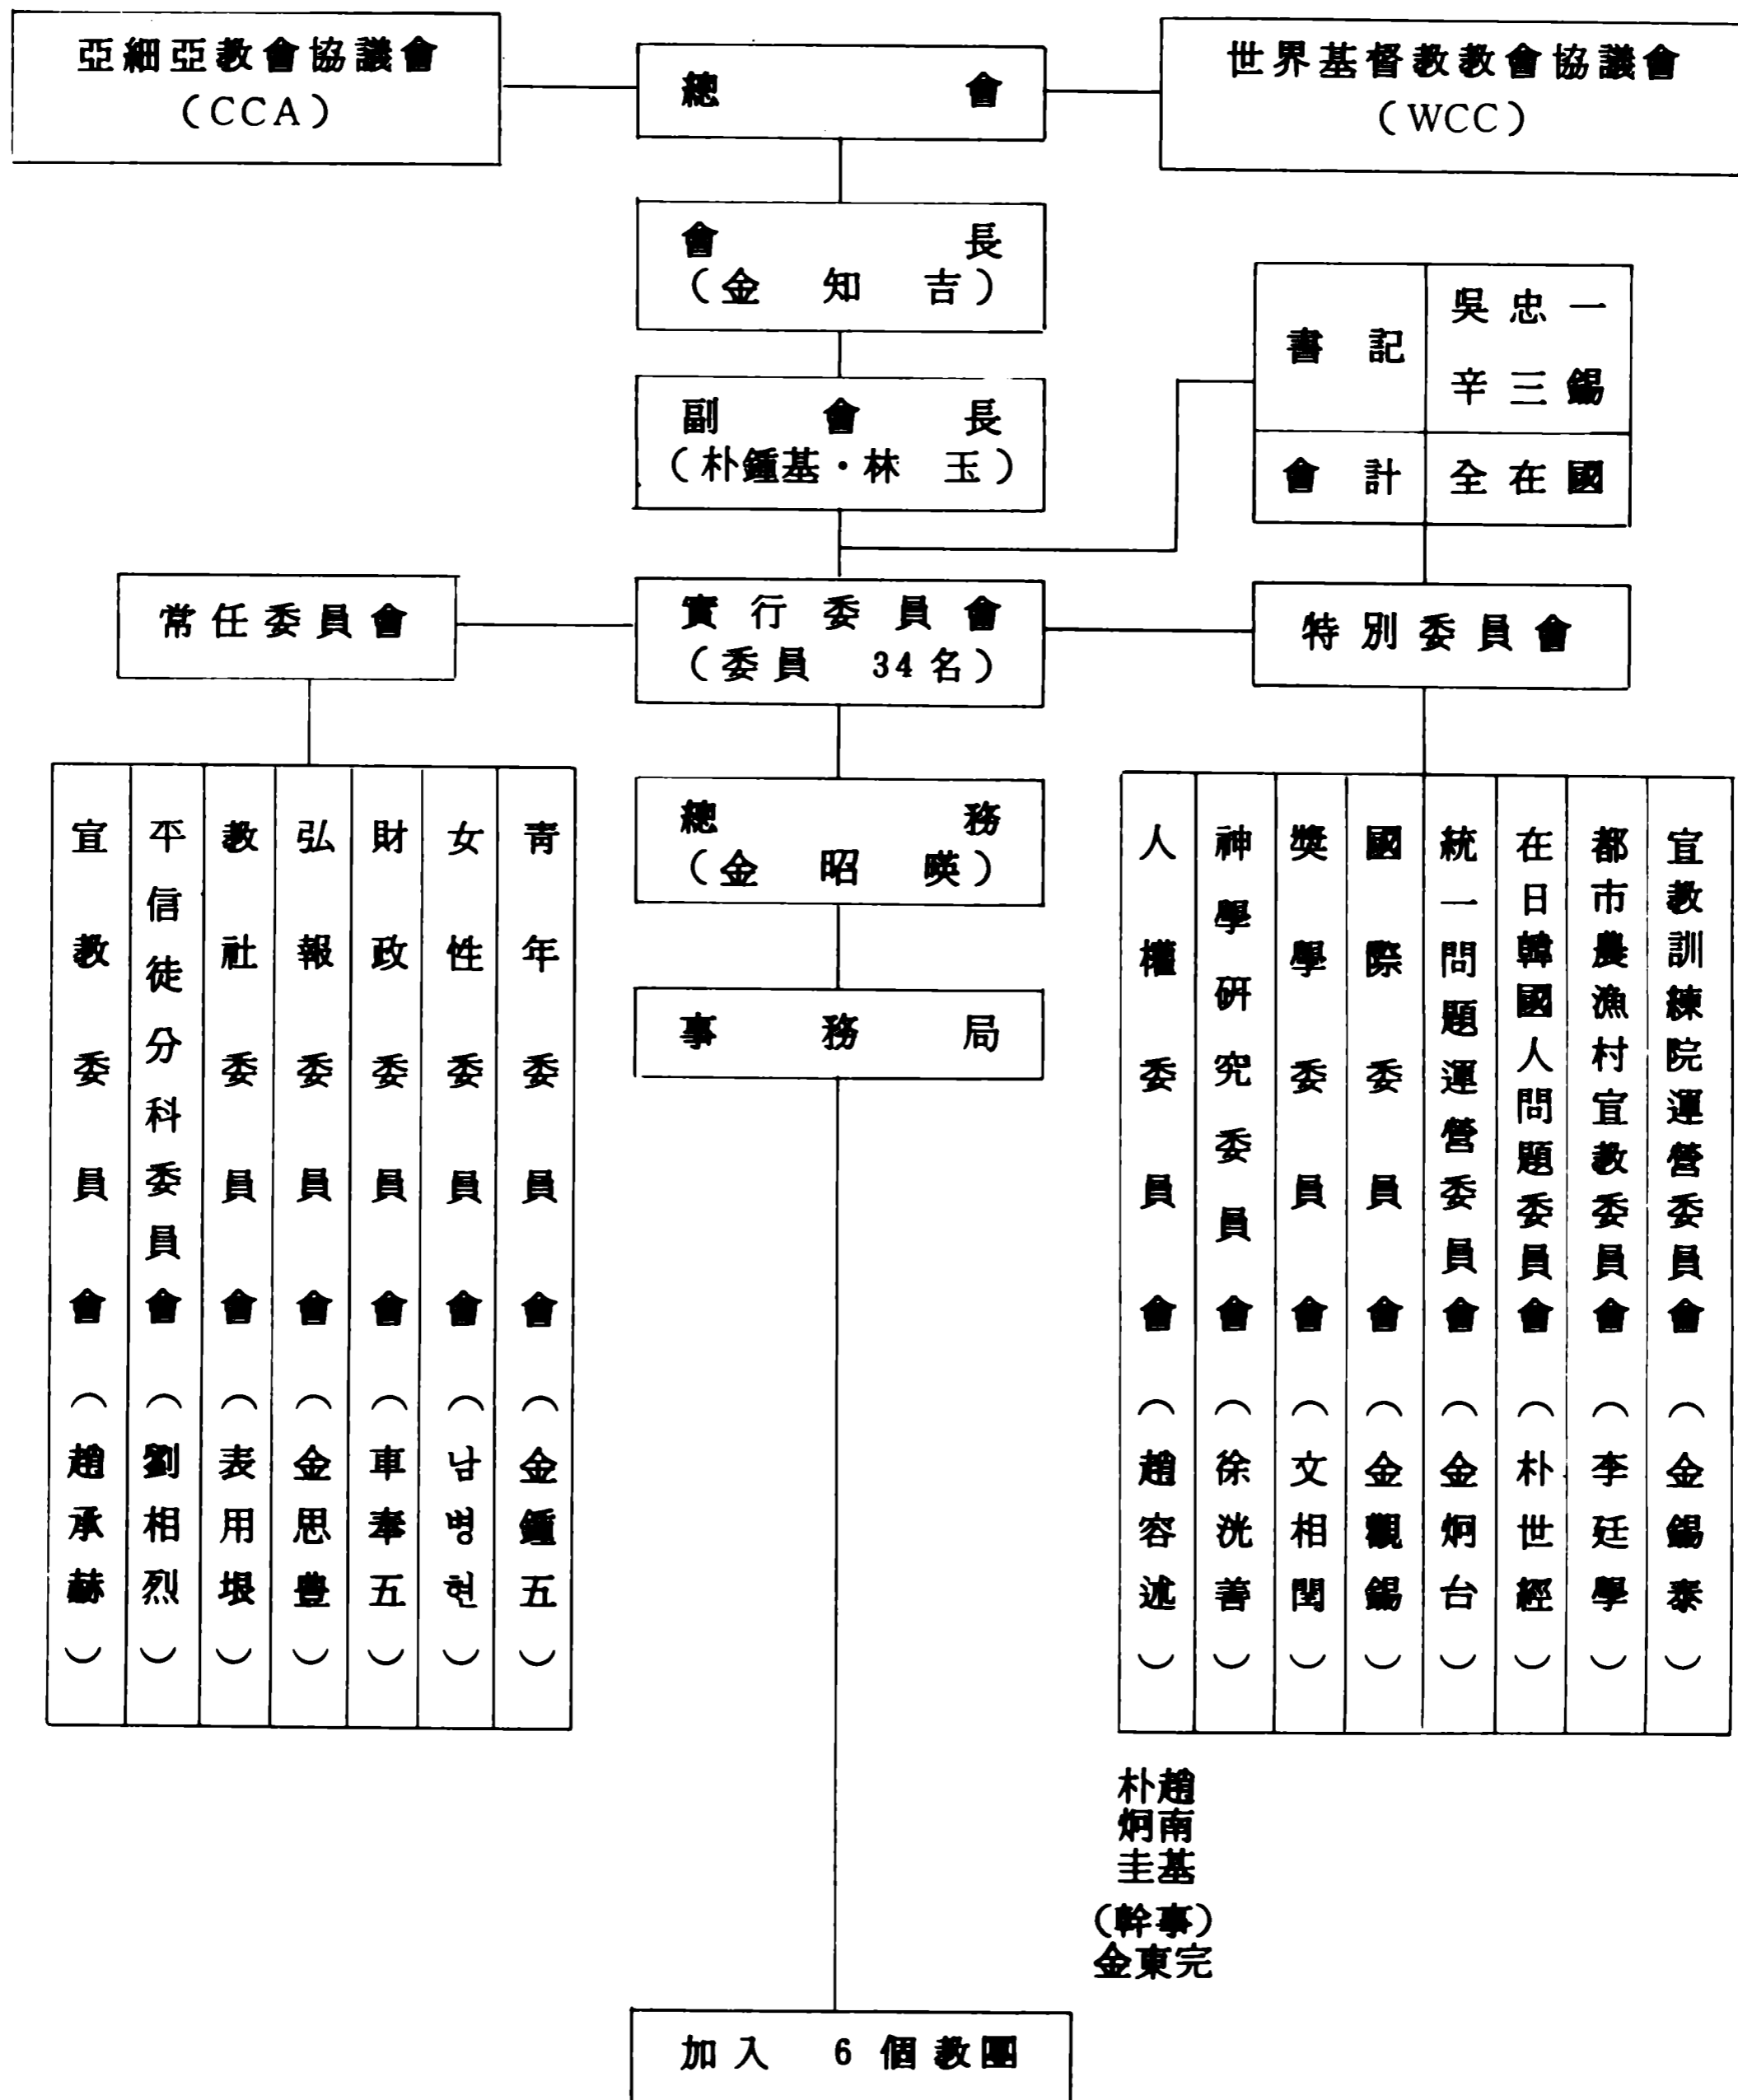 亞細亞教會協議會
（CCA）
總會
世界基督教教會協議會
（WCC）
會長
（金知吉）
副會長
（朴鍾基・林玉）
書記
吳忠一
辛三錫
會計
全在國
常任委員會
實行委員會
（委員 34名）
特別委員會
總務
（金昭暎）
事務局
宣教委員會（趙承赫）
平信徒分科委員會（劉相烈）
教社委員會（表用垠）
弘報委員會（金思豊）
財政委員會（車奉五）
女性委員會（남병현）
靑年委員會（金鍾五）
人權委員會（趙容述）
神學研究委員會（徐洸善）
奬學委員會（文相閏）
國際委員會（金觀錫）
統一問題運營委員會（金炯台）
在日韓國人問題委員會（朴世經）
都市農漁村宣教委員會（李廷學）
宣教訓練院運營委員會（金錫泰）
趙南基
朴炯圭
（幹事）
金東完
加入 6個教團